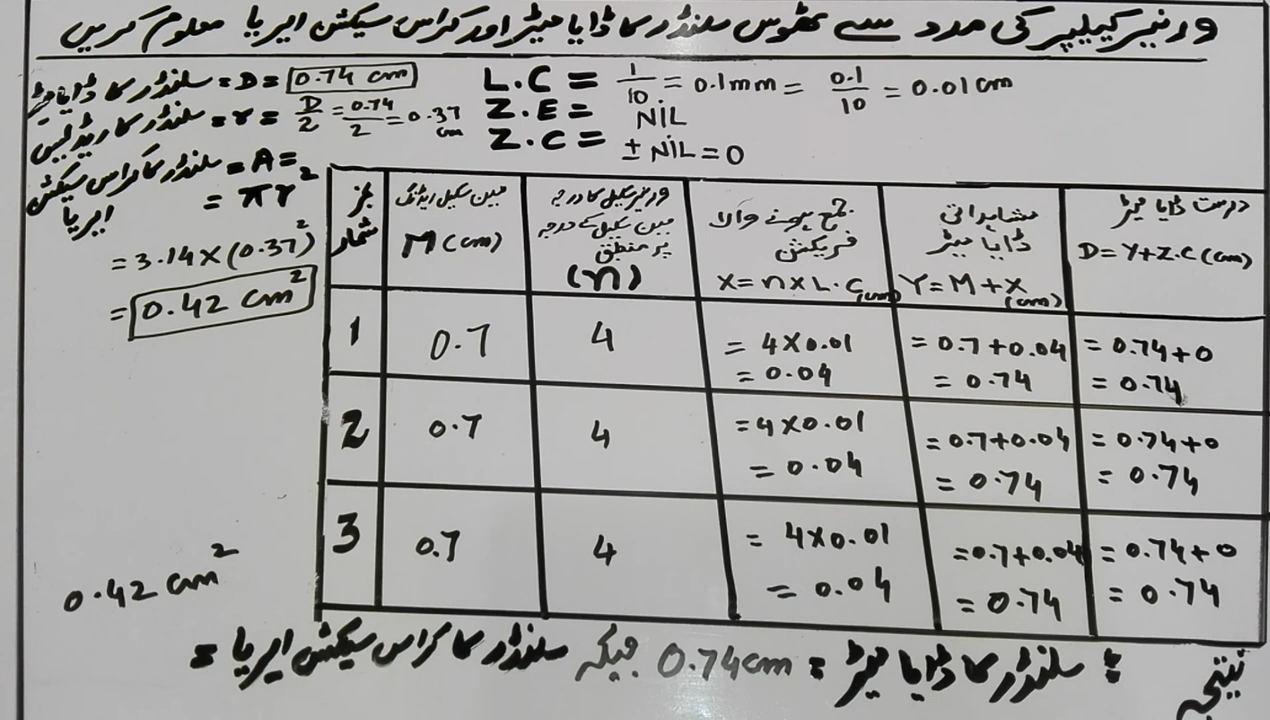 ورنیر کیلیپر کی مدد سے ٹھوس سلنڈر کا ڈایا میٹر اور کراس سیکشن ایریا معلوم کریں
سلنڈر کا ڈایا میٹر = D = 0.74 cm
سلنڈر کا ریڈیس = r = D/2 = 0.74/2 = 0.37 cm
سلنڈر کا کراس سیکشن ایریا = A =
= πr²
= 3.14 × (0.37)²
= 0.42 cm²
L.C = 1/10 = 0.1mm = 0.1/10 = 0.01 cm
Z.E = NIL
Z.C = ± NIL = 0
نمبر شمار
مین سکیل ریڈنگ M (cm)
ورنیر سکیل کا درجہ مین سکیل کے درجہ پر منطبق (n)
جمع ہونے والا فریکشن X = n × L.C (cm)
مشاہداتی ڈایا میٹر Y = M + X (cm)
درست ڈایا میٹر D = Y + Z.C (cm)
1 0.7 4 = 4×0.01 = 0.7+0.04 = 0.74+0
= 0.04 = 0.74 = 0.74
2 0.7 4 = 4×0.01 = 0.7+0.04 = 0.74+0
= 0.04 = 0.74 = 0.74
3 0.7 4 = 4×0.01 = 0.7+0.04 = 0.74+0
= 0.04 = 0.74 = 0.74
نتیجہ : سلنڈر کا ڈایا میٹر = 0.74cm جبکہ سلنڈر کا کراس سیکشن ایریا =
0.42 cm²